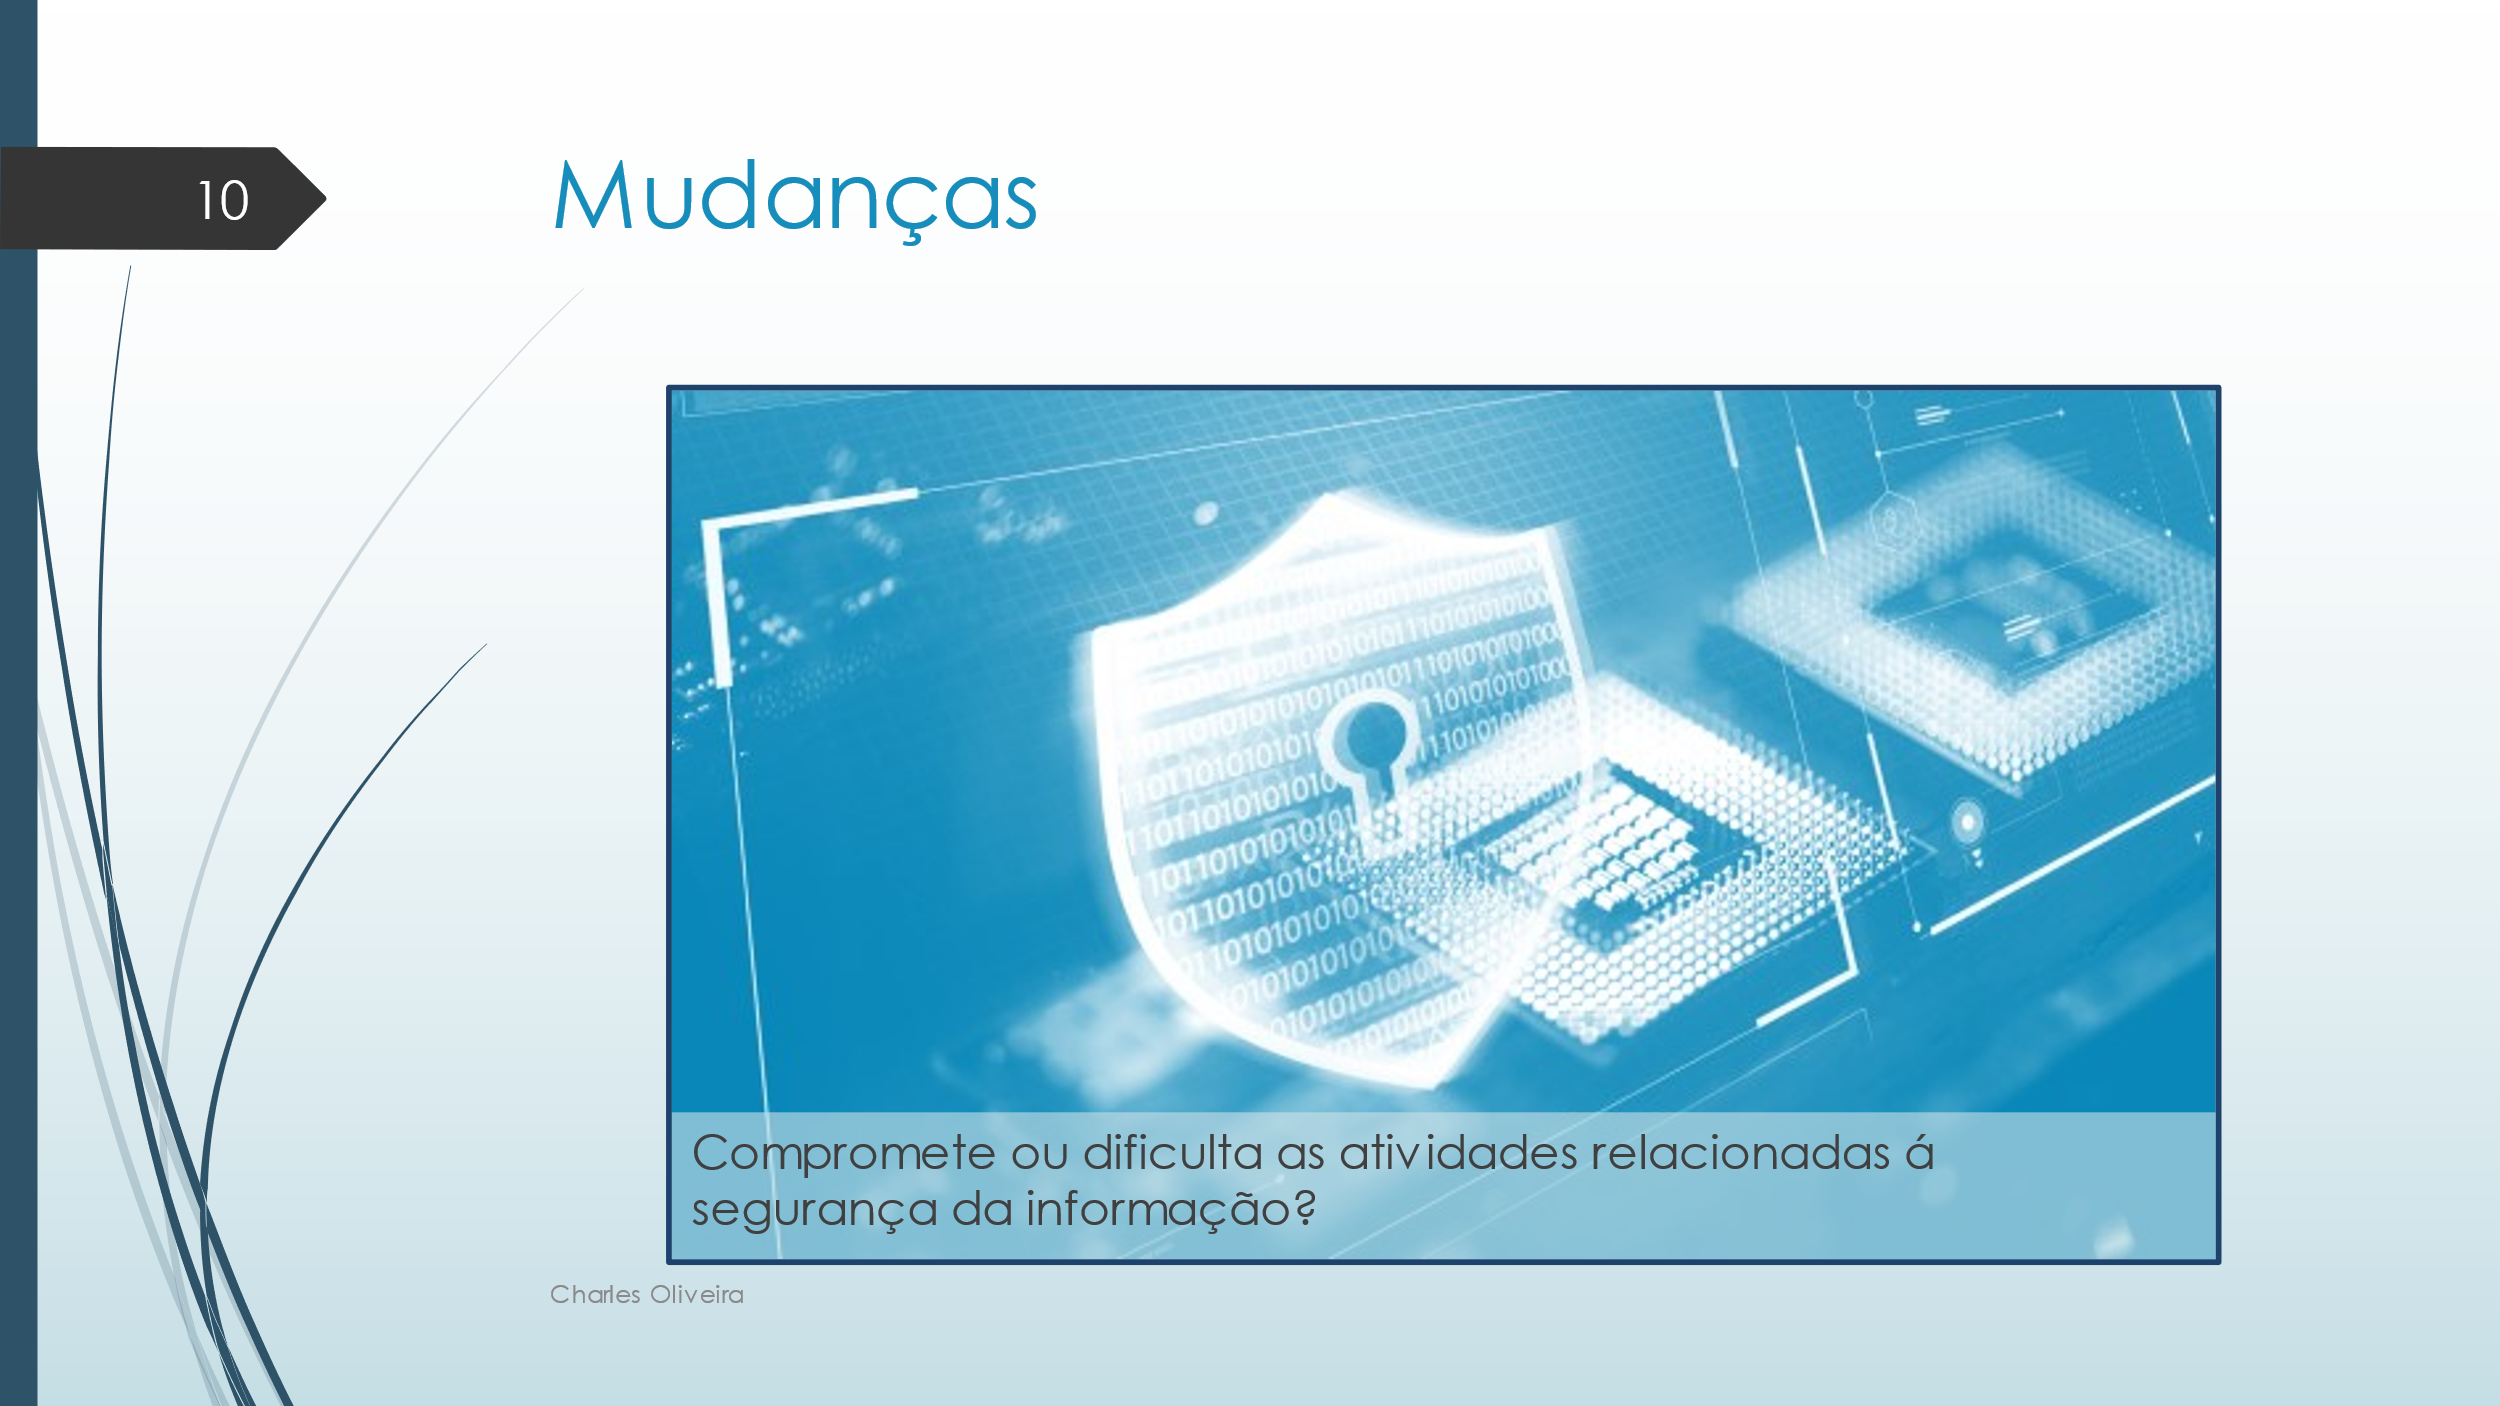 10
Mudanças
Compromete ou dificulta as atividades relacionadas á
segurança da informação?
Charles Oliveira